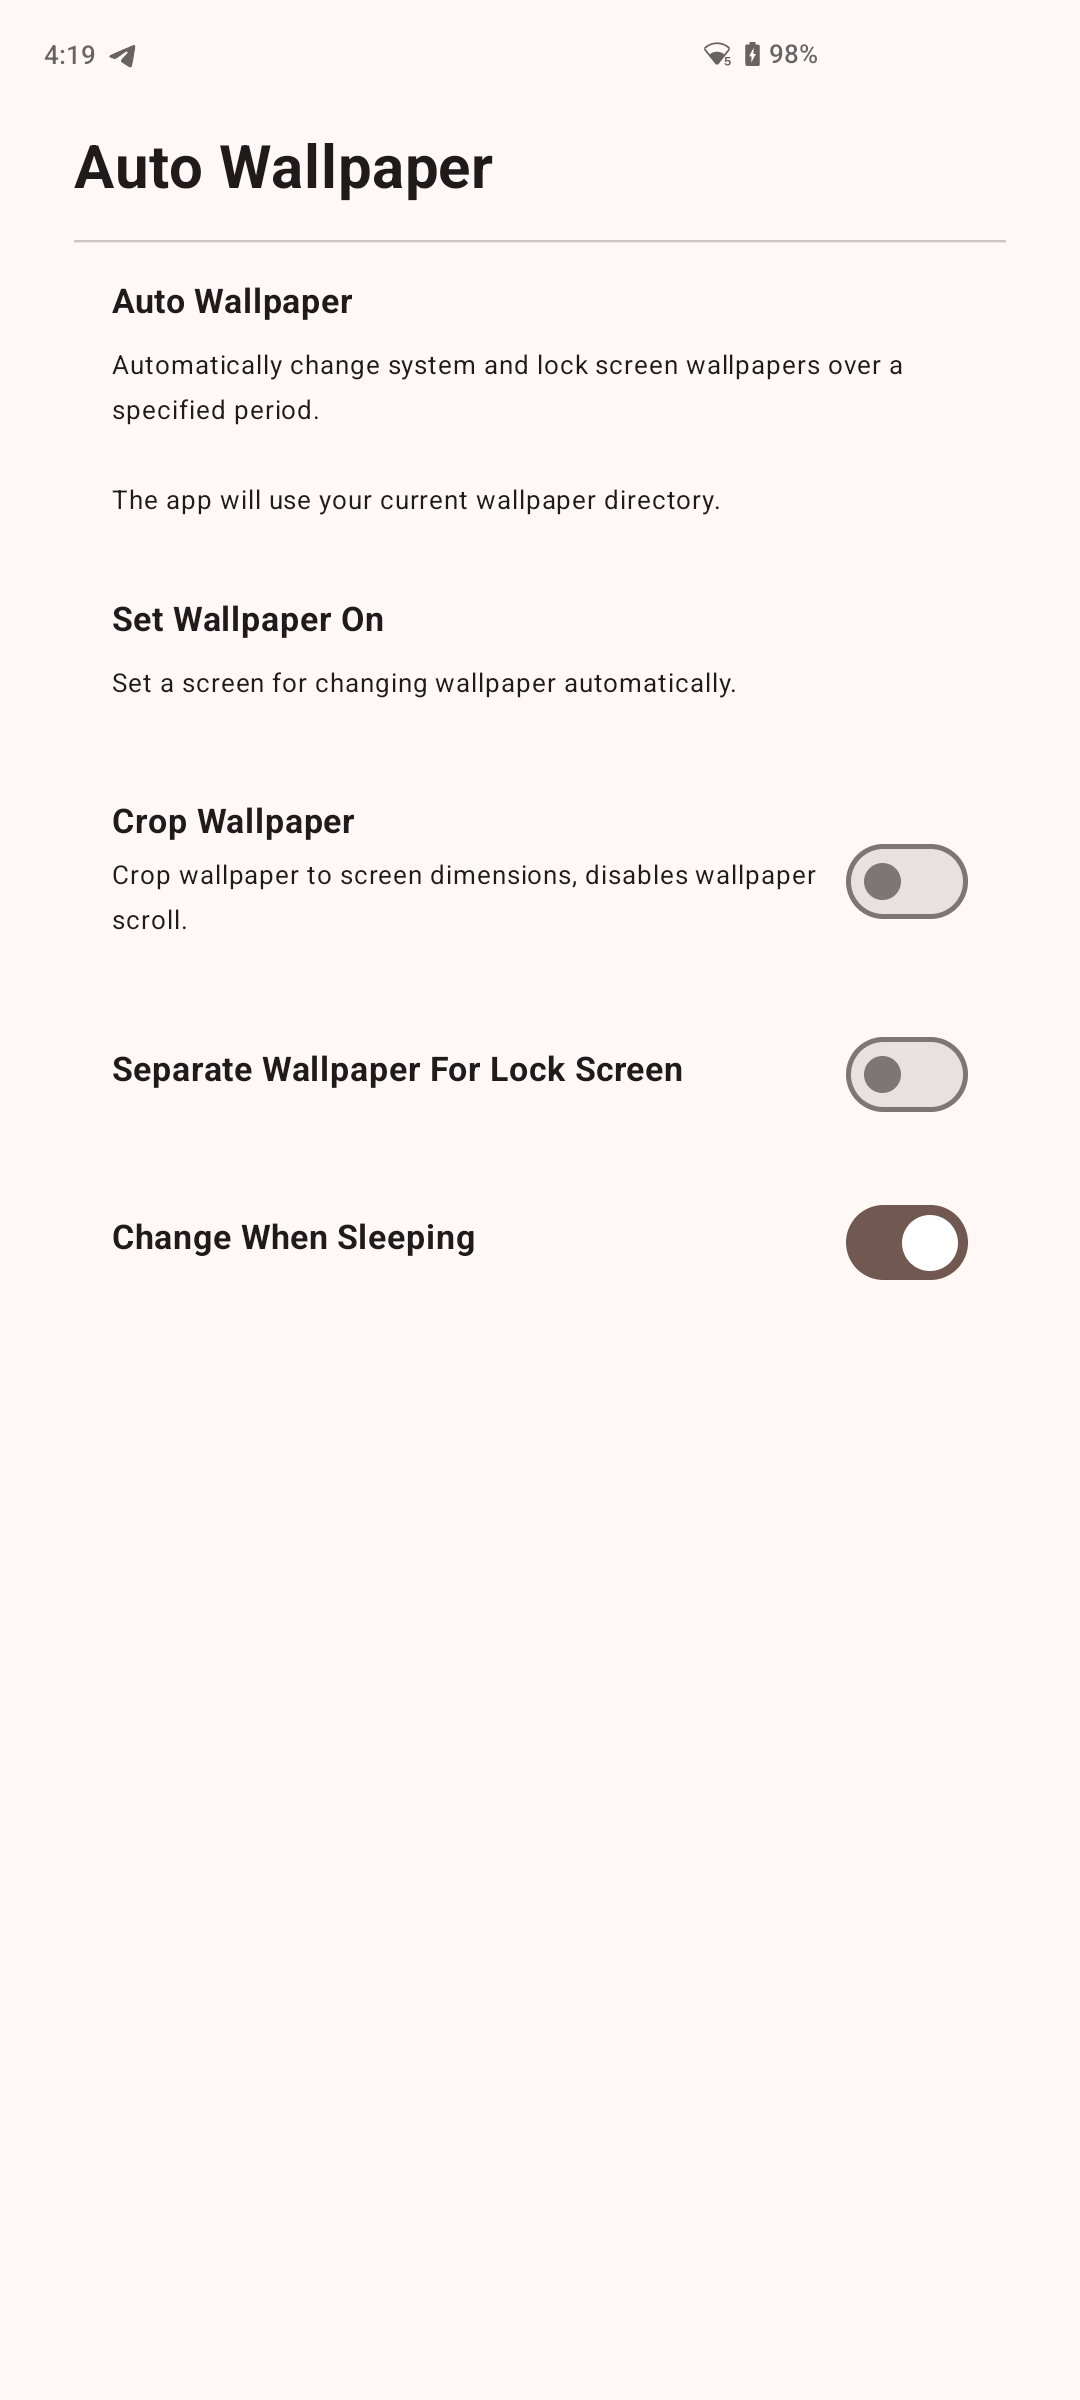 4:19
5 98%
Auto Wallpaper
Auto Wallpaper
Automatically change system and lock screen wallpapers over a
specified period.
The app will use your current wallpaper directory.
Set Wallpaper On
Set a screen for changing wallpaper automatically.
Crop Wallpaper
Crop wallpaper to screen dimensions, disables wallpaper
scroll.
Separate Wallpaper For Lock Screen
Change When Sleeping